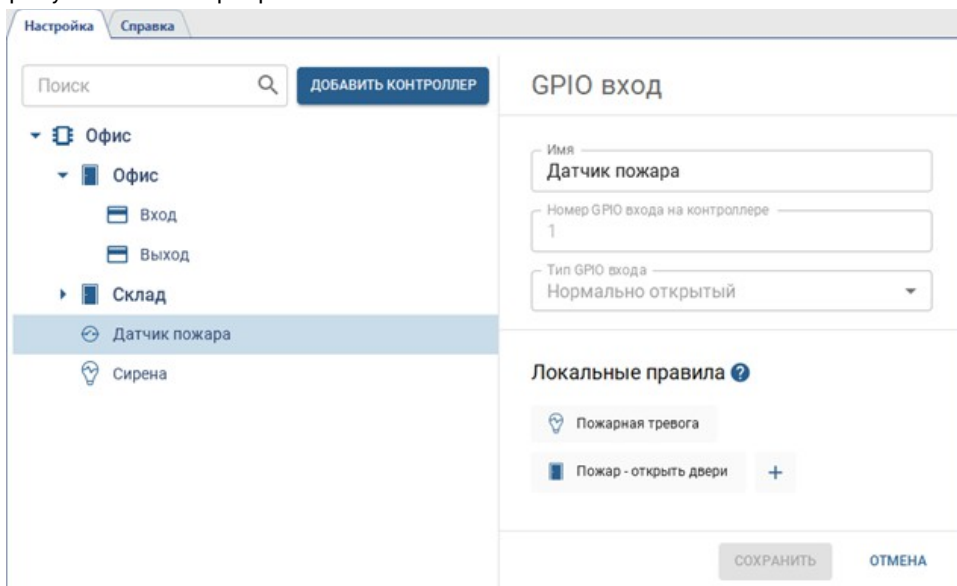 Настройка
Справка
Поиск
ДОБАВИТЬ КОНТРОЛЛЕР
Офис
Офис
Вход
Выход
Склад
Датчик пожара
Сирена
GPIO вход
Имя
Датчик пожара
Номер GPIO входа на контроллере
1
Тип GPIO входа
Нормально открытый
Локальные правила ?
Пожарная тревога
Пожар - открыть двери +
СОХРАНИТЬ
ОТМЕНА